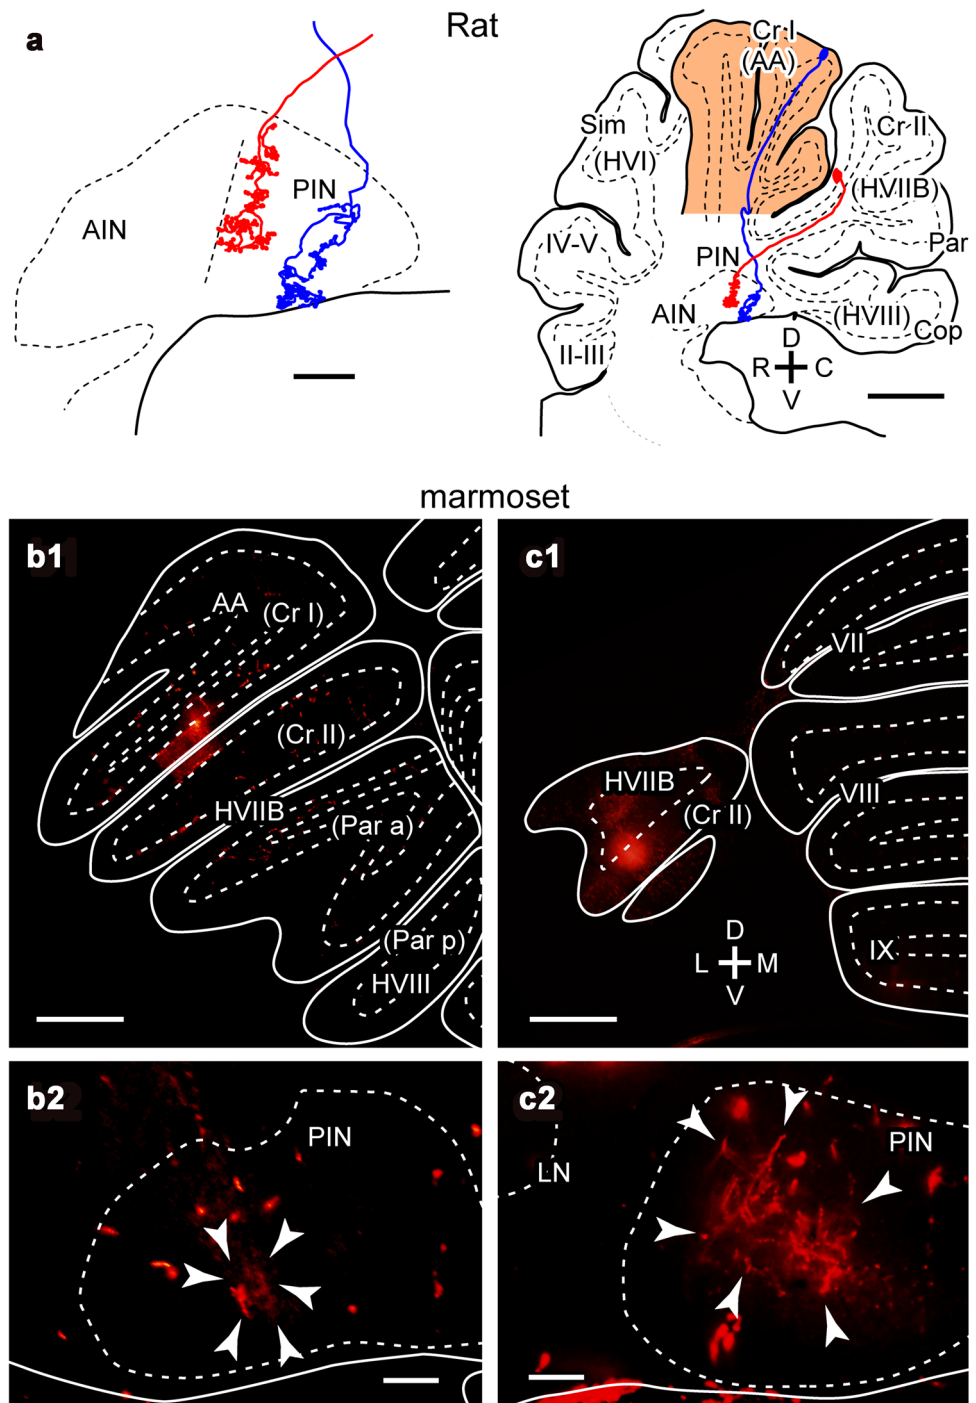 Rat
a
AIN
PIN
Cr I
(AA)
Sim
(HVI)
Cr II
(HVIIB)
IV-V
PIN
Par
AIN
(HVIII)
Cop
II-III
D
R
C
V
marmoset
b1
AA
(Cr I)
(Cr II)
HVIIB
(Par a)
(Par p)
HVIII
c1
VII
HVIIB
(Cr II)
VIII
D
L
M
V
IX
b2
PIN
c2
PIN
LN